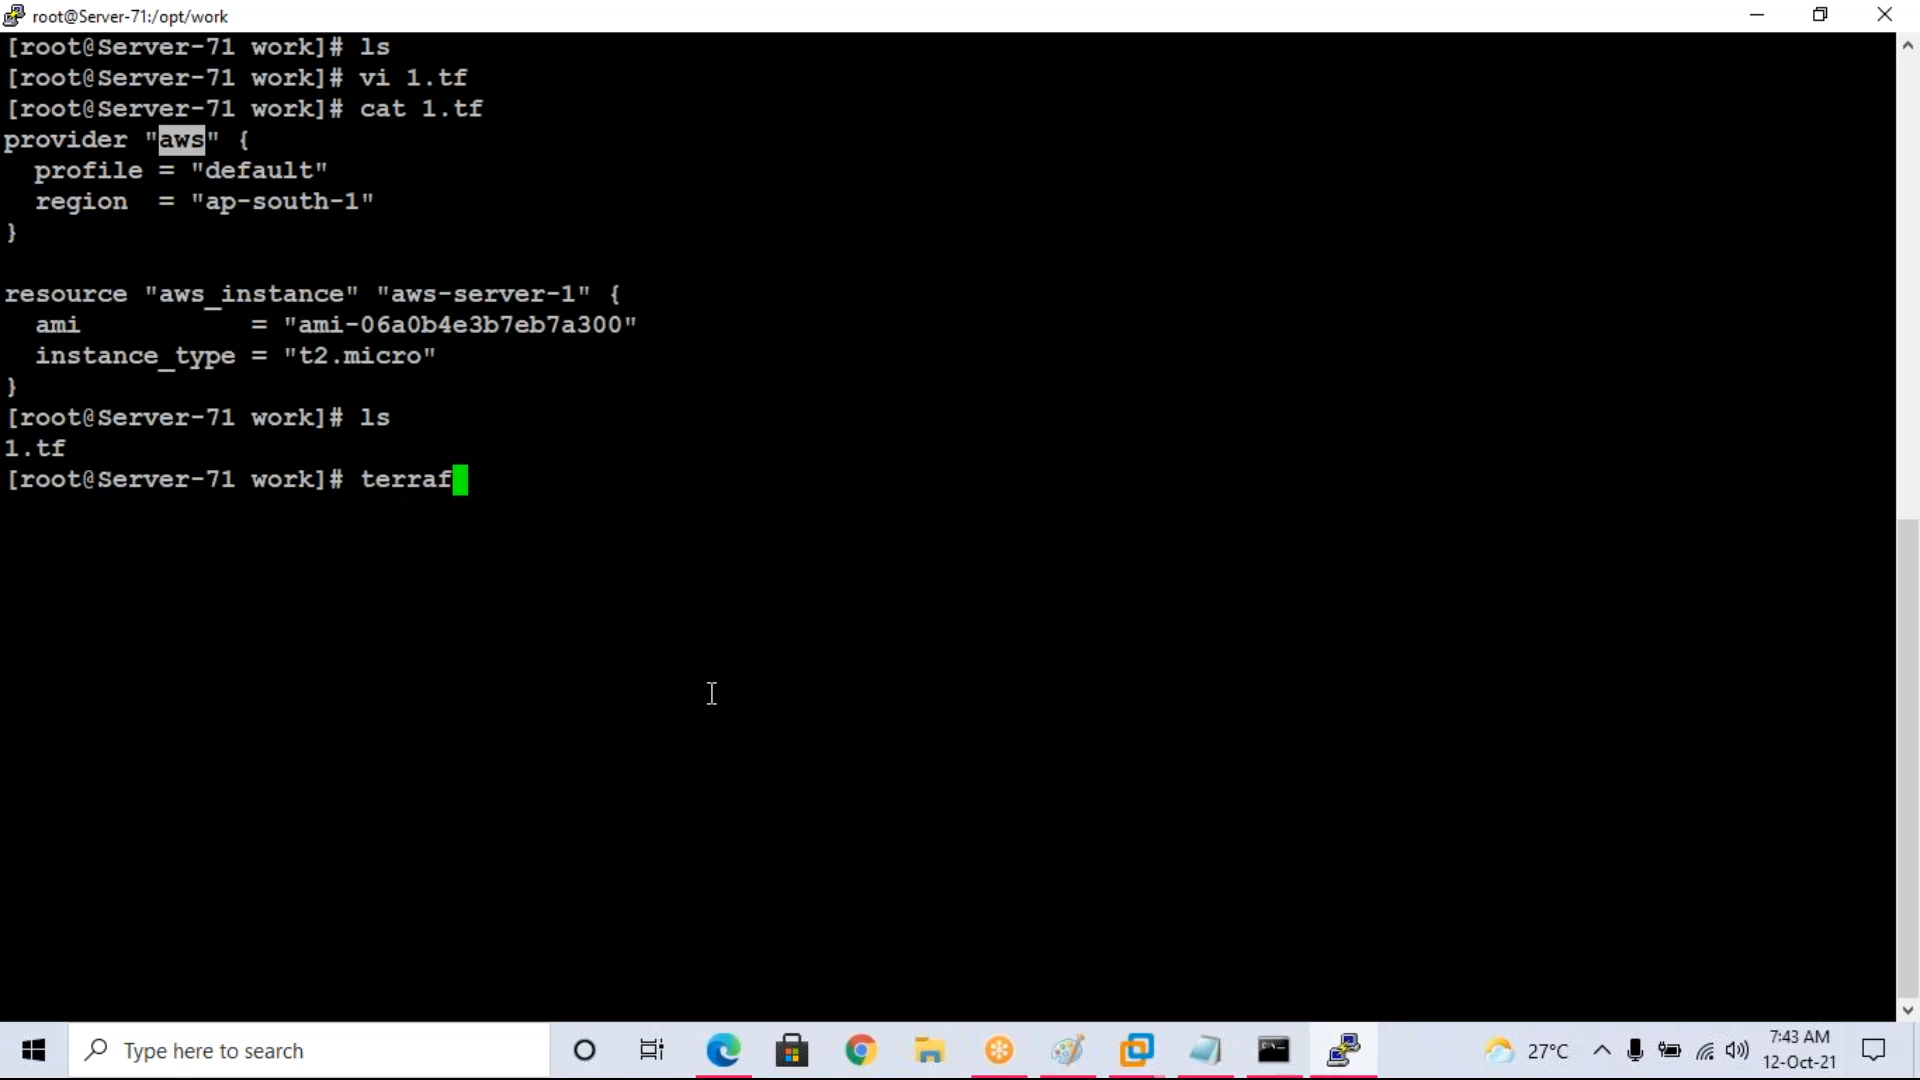 root@Server-71:/opt/work
[root@Server-71 work]# ls
[root@Server-71 work]# vi 1.tf
[root@Server-71 work]# cat 1.tf
provider "aws" {
  profile = "default"
  region  = "ap-south-1"
}
resource "aws_instance" "aws-server-1" {
  ami           = "ami-06a0b4e3b7eb7a300"
  instance_type = "t2.micro"
}
[root@Server-71 work]# ls
1.tf
[root@Server-71 work]# terraf
Type here to search
27°C
7:43 AM
12-Oct-21